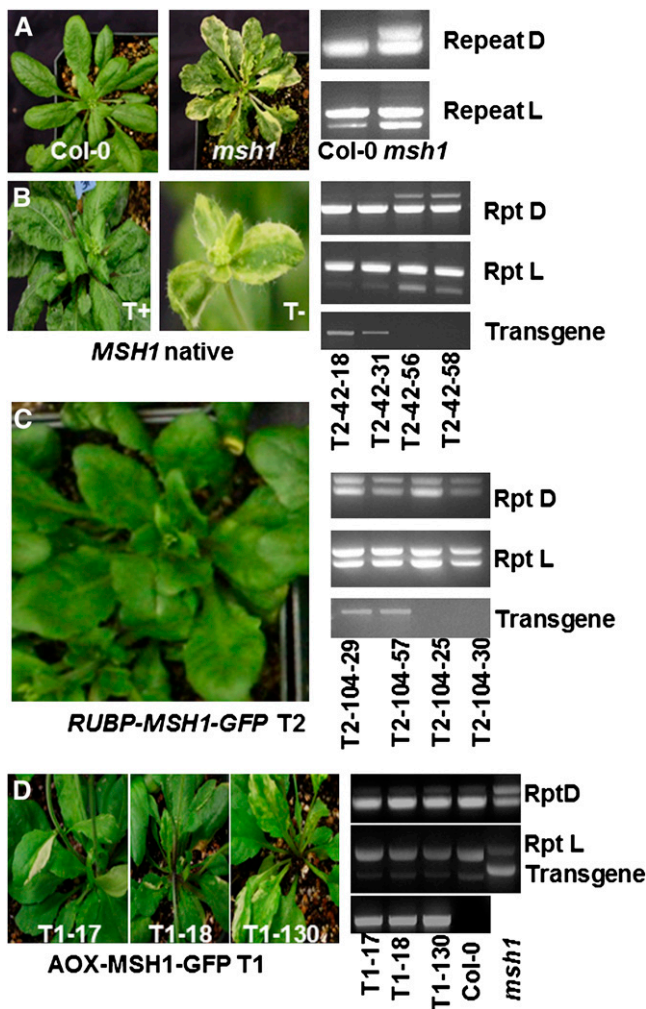 A
Col-0
msh1
Repeat D
Repeat L
Col-0 msh1
B
T+
T-
MSH1 native
Rpt D
Rpt L
Transgene
T2-42-18
T2-42-31
T2-42-56
T2-42-58
C
RUBP-MSH1-GFP T2
Rpt D
Rpt L
Transgene
T2-104-29
T2-104-57
T2-104-25
T2-104-30
D
T1-17
T1-18
T1-130
AOX-MSH1-GFP T1
RptD
Rpt L
Transgene
T1-17
T1-18
T1-130
Col-0
msh1